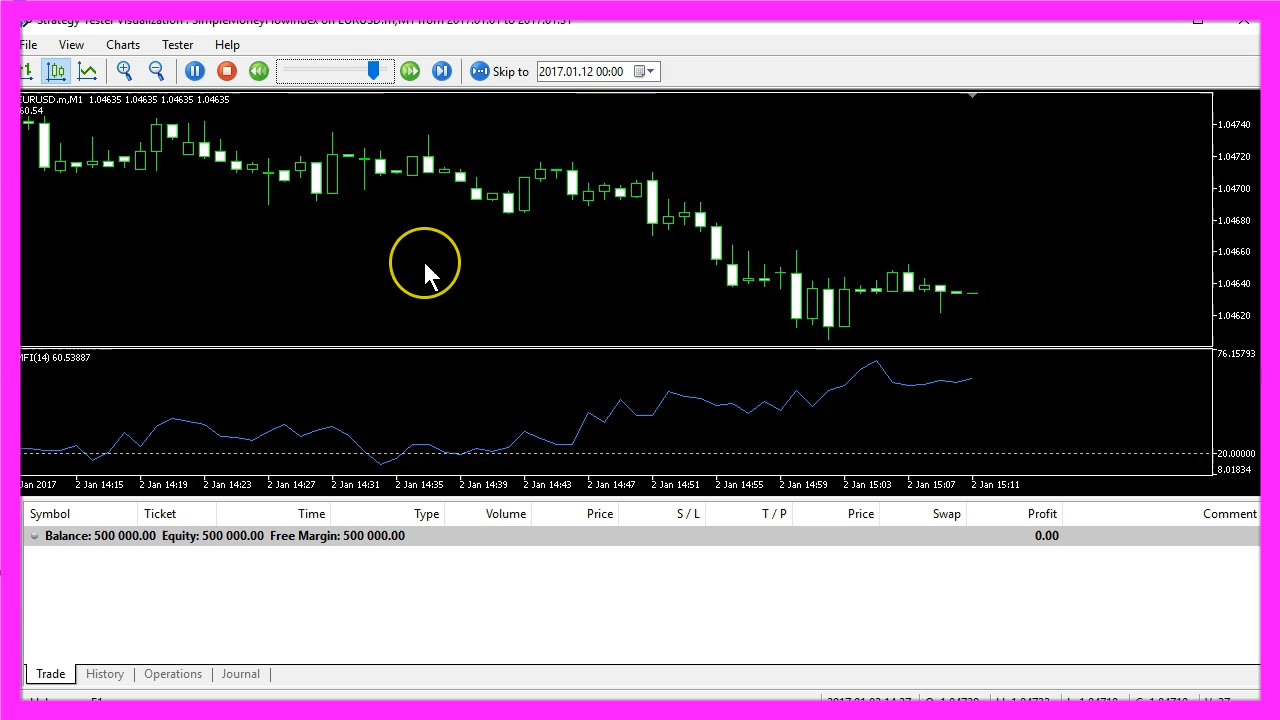 Strategy Tester Visualization : SimpleMoneyFlowIndex on EURUSD.m,M1 from 2017.01.01 to 2017.01.31
File View Charts Tester Help
Skip to 2017.01.12 00:00
EURUSD.m,M1 1.04635 1.04635 1.04635 1.04635
60.54
1.04740
1.04720
1.04700
1.04680
1.04660
1.04640
1.04620
MFI(14) 60.53887
76.15793
20.00000
8.01834
Jan 2017 2 Jan 14:15 2 Jan 14:19 2 Jan 14:23 2 Jan 14:27 2 Jan 14:31 2 Jan 14:35 2 Jan 14:39 2 Jan 14:43 2 Jan 14:47 2 Jan 14:51 2 Jan 14:55 2 Jan 14:59 2 Jan 15:03 2 Jan 15:07 2 Jan 15:11
Symbol Ticket Time Type Volume Price S / L T / P Price Swap Profit Comment
Balance: 500 000.00 Equity: 500 000.00 Free Margin: 500 000.00 0.00
Trade History Operations Journal